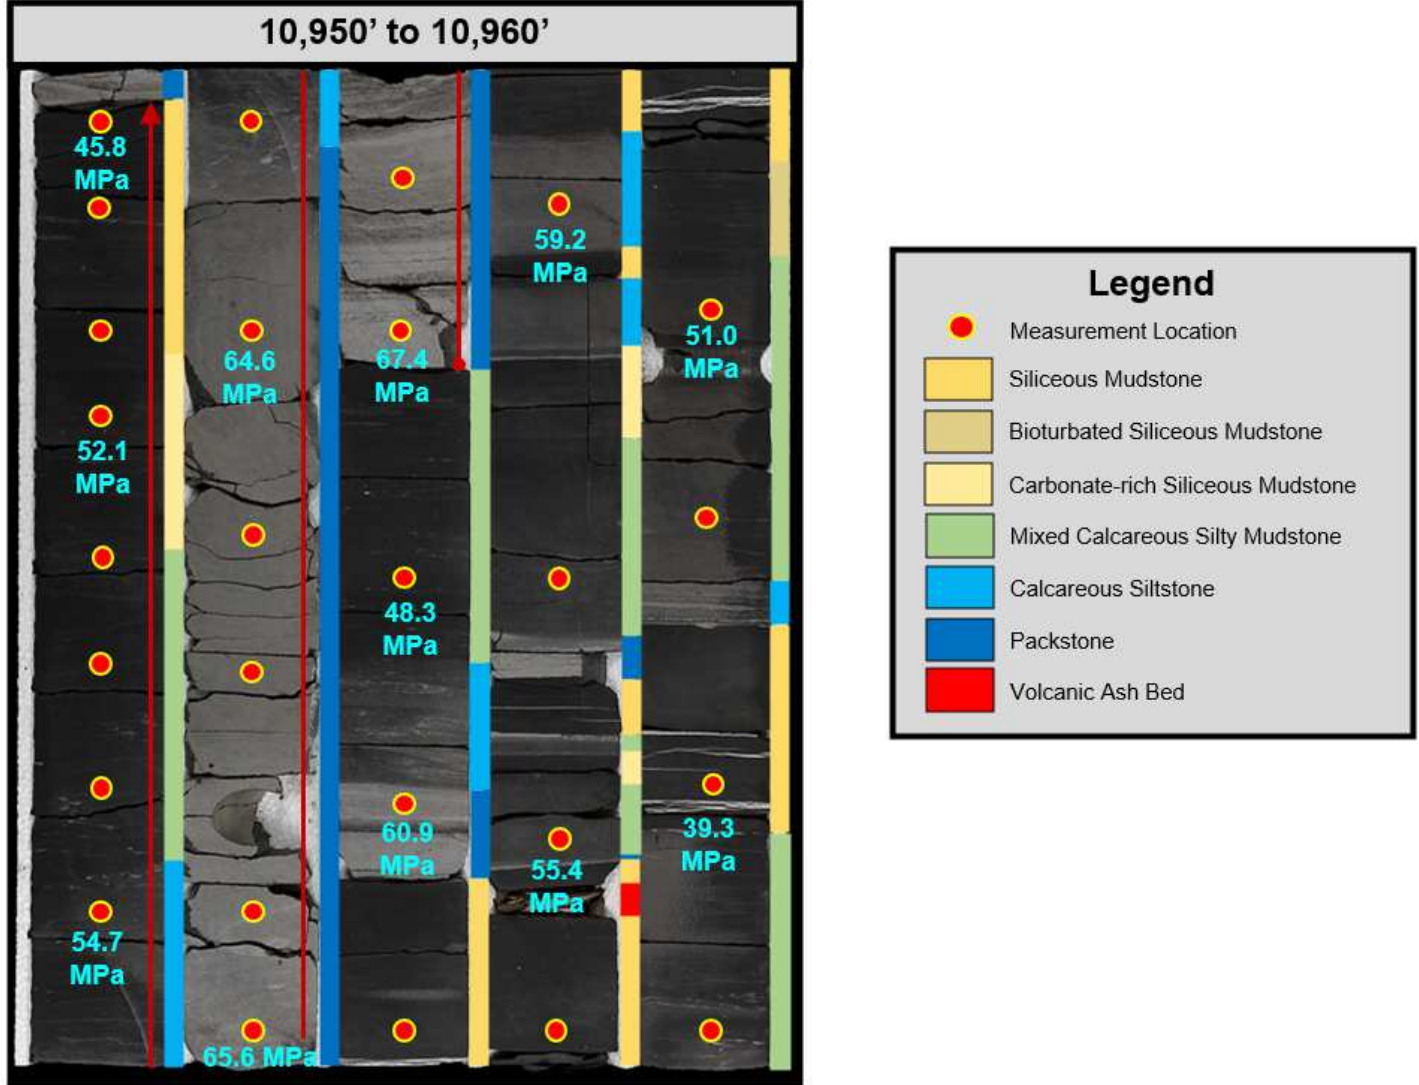 10,950’ to 10,960’
45.8
MPa
52.1
MPa
54.7
MPa
64.6
MPa
65.6 MPa
67.4
MPa
48.3
MPa
60.9
MPa
59.2
MPa
55.4
MPa
51.0
MPa
39.3
MPa
Legend
Measurement Location
Siliceous Mudstone
Bioturbated Siliceous Mudstone
Carbonate-rich Siliceous Mudstone
Mixed Calcareous Silty Mudstone
Calcareous Siltstone
Packstone
Volcanic Ash Bed